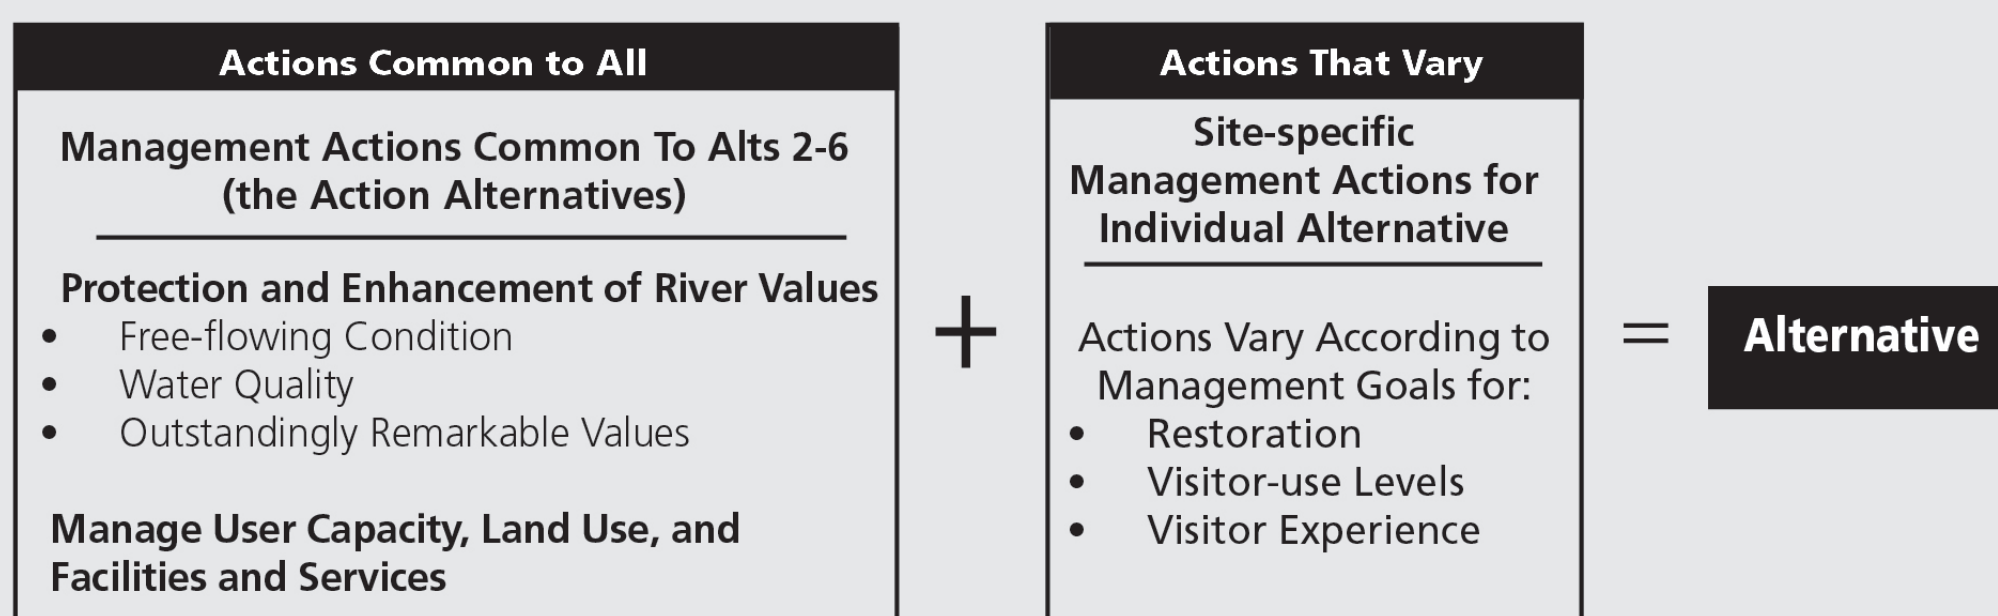 Actions Common to All
Management Actions Common To Alts 2-6
(the Action Alternatives)
Protection and Enhancement of River Values
• Free-flowing Condition
• Water Quality
• Outstandingly Remarkable Values
Manage User Capacity, Land Use, and
Facilities and Services
+
Actions That Vary
Site-specific
Management Actions for
Individual Alternative
Actions Vary According to
Management Goals for:
• Restoration
• Visitor-use Levels
• Visitor Experience
=
Alternative